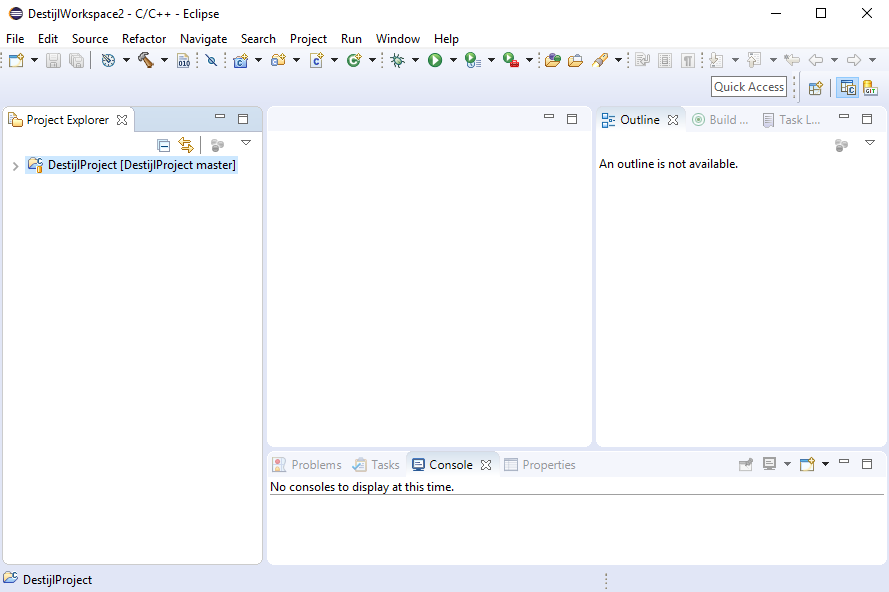 DestijlWorkspace2 - C/C++ - Eclipse
File Edit Source Refactor Navigate Search Project Run Window Help
010
Quick Access
GIT
Project Explorer
DestijlProject [DestijlProject master]
Outline Build ... Task L...
An outline is not available.
Problems Tasks Console Properties
No consoles to display at this time.
DestijlProject